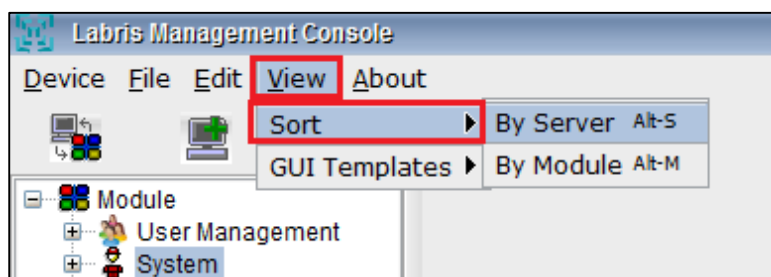 Labris Management Console
Device File Edit View About
Sort By Server Alt-S
GUI Templates By Module Alt-M
Module
User Management
System